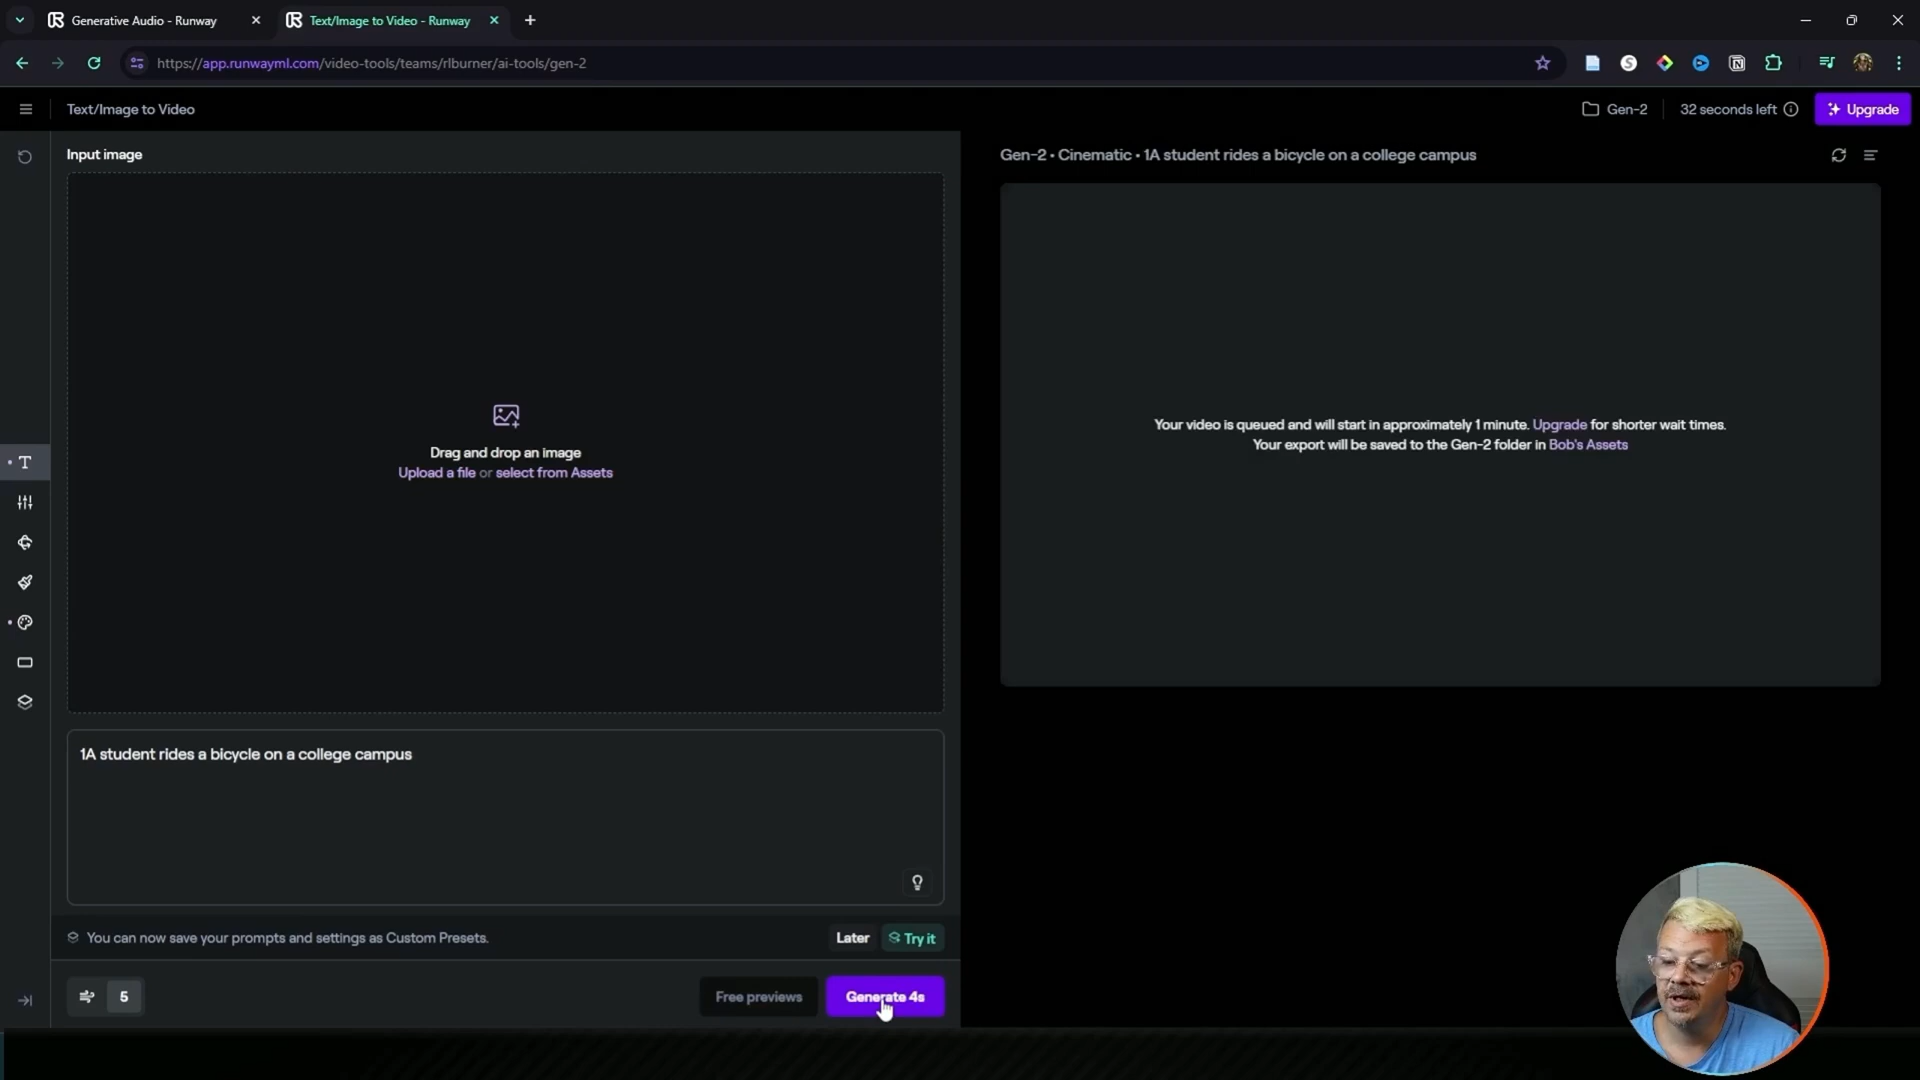 Generative Audio - Runway
Text/Image to Video - Runway
https://app.runwayml.com/video-tools/teams/rlburner/ai-tools/gen-2
Text/Image to Video
Gen-2
32 seconds left
Upgrade
Input image
Gen-2 • Cinematic • 1A student rides a bicycle on a college campus
Drag and drop an image
Upload a file or select from Assets
Your video is queued and will start in approximately 1 minute. Upgrade for shorter wait times.
Your export will be saved to the Gen-2 folder in Bob's Assets
T
1A student rides a bicycle on a college campus
You can now save your prompts and settings as Custom Presets.
Later
Try it
5
Free previews
Generate 4s